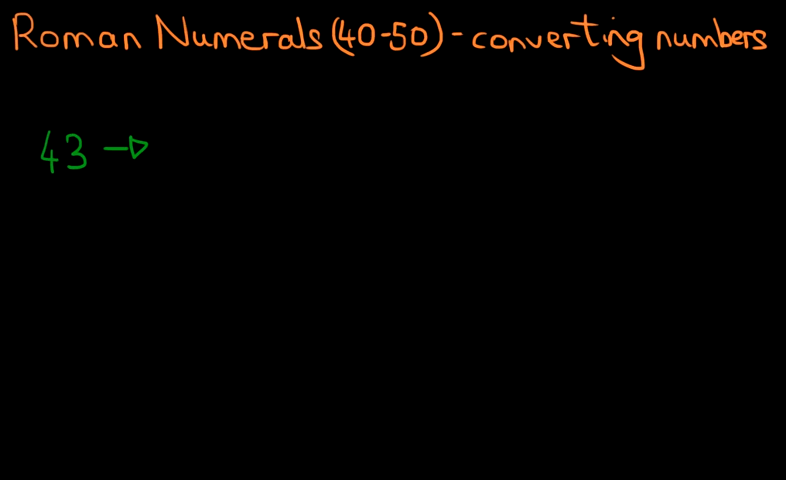 Roman Numerals (40-50) - converting numbers
43 →